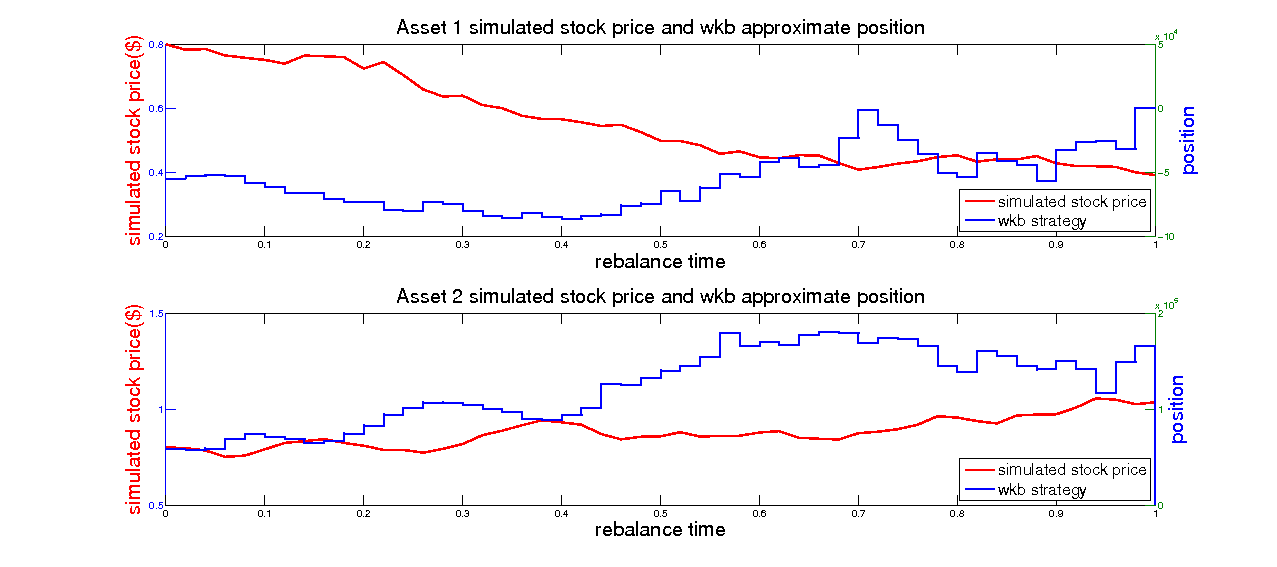 Asset 1 simulated stock price and wkb approximate position
x 10^4
simulated stock price($)
0.8
0.6
0.4
0.2
5
0
-5
-10
position
simulated stock price
wkb strategy
0 0.1 0.2 0.3 0.4 0.5 0.6 0.7 0.8 0.9 1
rebalance time
Asset 2 simulated stock price and wkb approximate position
simulated stock price($)
1.5
1
0.5
2
1
0
position
simulated stock price
wkb strategy
0 0.1 0.2 0.3 0.4 0.5 0.6 0.7 0.8 0.9 1
rebalance time